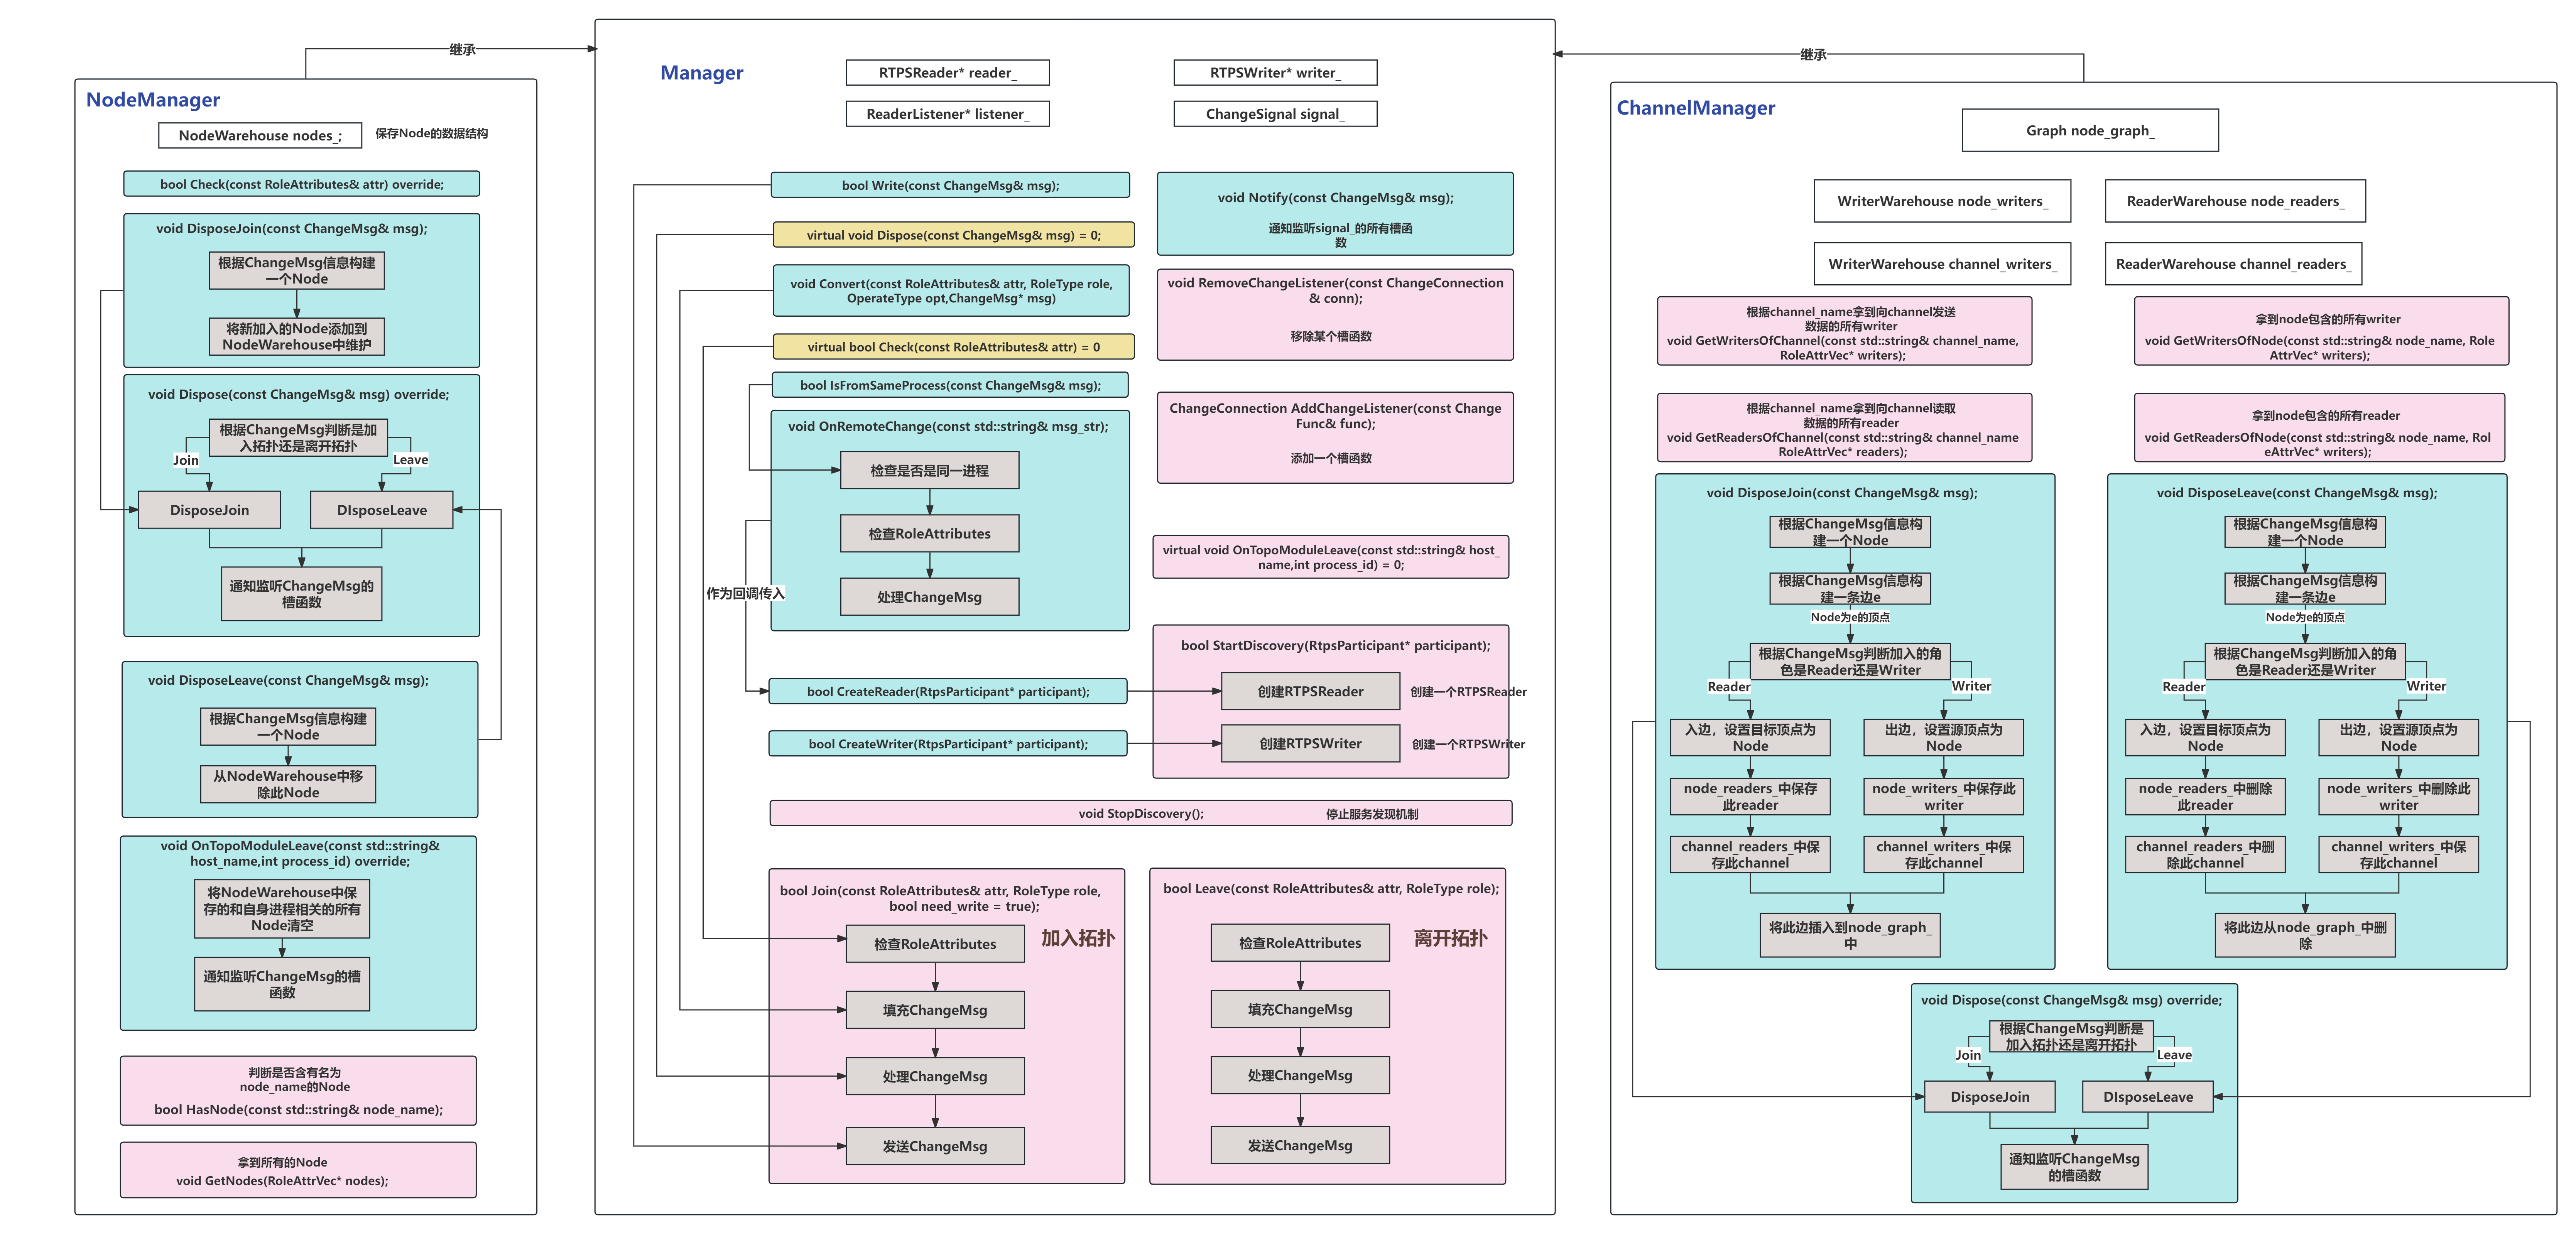 继承
NodeManager
NodeWarehouse nodes_;
保存Node的数据结构
bool Check(const RoleAttributes& attr) override;
void DisposeJoin(const ChangeMsg& msg);
根据ChangeMsg信息构建
一个Node
将新加入的Node添加到
NodeWarehouse中维护
void Dispose(const ChangeMsg& msg) override;
根据ChangeMsg判断是加
入拓扑还是离开拓扑
Join
Leave
DisposeJoin
DIsposeLeave
通知监听ChangeMsg的
槽函数
void DisposeLeave(const ChangeMsg& msg);
根据ChangeMsg信息构建
一个Node
从NodeWarehouse中移
除此Node
void OnTopoModuleLeave(const std::string&
host_name,int process_id) override;
将NodeWarehouse中保
存的和自身进程相关的所有
Node清空
通知监听ChangeMsg的槽
函数
判断是否含有名为
node_name的Node
bool HasNode(const std::string& node_name);
拿到所有的Node
void GetNodes(RoleAttrVec* nodes);
Manager
RTPSReader* reader_
RTPSWriter* writer_
ReaderListener* listener_
ChangeSignal signal_
bool Write(const ChangeMsg& msg);
virtual void Dispose(const ChangeMsg& msg) = 0;
void Convert(const RoleAttributes& attr, RoleType role,
OperateType opt,ChangeMsg* msg)
virtual bool Check(const RoleAttributes& attr) = 0
bool IsFromSameProcess(const ChangeMsg& msg);
void OnRemoteChange(const std::string& msg_str);
检查是否是同一进程
检查RoleAttributes
处理ChangeMsg
作为回调传入
bool CreateReader(RtpsParticipant* participant);
bool CreateWriter(RtpsParticipant* participant);
void Notify(const ChangeMsg& msg);
通知监听signal_的所有槽函
数
void RemoveChangeListener(const ChangeConnection
& conn);
移除某个槽函数
ChangeConnection AddChangeListener(const Change
Func& func);
添加一个槽函数
virtual void OnTopoModuleLeave(const std::string& host_
name,int process_id) = 0;
bool StartDiscovery(RtpsParticipant* participant);
创建RTPSReader
创建一个RTPSReader
创建RTPSWriter
创建一个RTPSWriter
void StopDiscovery();
停止服务发现机制
bool Join(const RoleAttributes& attr, RoleType role,
bool need_write = true);
检查RoleAttributes
加入拓扑
填充ChangeMsg
处理ChangeMsg
发送ChangeMsg
bool Leave(const RoleAttributes& attr, RoleType role);
检查RoleAttributes
离开拓扑
填充ChangeMsg
处理ChangeMsg
发送ChangeMsg
继承
ChannelManager
Graph node_graph_
WriterWarehouse node_writers_
ReaderWarehouse node_readers_
WriterWarehouse channel_writers_
ReaderWarehouse channel_readers_
根据channel_name拿到向channel发送
数据的所有writer
void GetWritersOfChannel(const std::string& channel_name,
RoleAttrVec* writers);
拿到node包含的所有writer
void GetWritersOfNode(const std::string& node_name, Role
AttrVec* writers);
根据channel_name拿到向channel读取
数据的所有reader
void GetReadersOfChannel(const std::string& channel_name
RoleAttrVec* readers);
拿到node包含的所有reader
void GetReadersOfNode(const std::string& node_name, Rol
eAttrVec* writers);
void DisposeJoin(const ChangeMsg& msg);
根据ChangeMsg信息构
建一个Node
根据ChangeMsg信息构
建一条边e
Node为e的顶点
根据ChangeMsg判断加入的角
色是Reader还是Writer
Reader
Writer
入边，设置目标顶点为
Node
出边，设置源顶点为
Node
node_readers_中保存
此reader
node_writers_中保存此
writer
channel_readers_中保
存此channel
channel_writers_中保
存此channel
将此边插入到node_graph_
中
void DisposeLeave(const ChangeMsg& msg);
根据ChangeMsg信息构
建一个Node
根据ChangeMsg信息构
建一条边e
Node为e的顶点
根据ChangeMsg判断加入的角
色是Reader还是Writer
Reader
Writer
入边，设置目标顶点为
Node
出边，设置源顶点为
Node
node_readers_中删除
此reader
node_writers_中删除此
writer
channel_readers_中删
除此channel
channel_writers_中保
存此channel
将此边从node_graph_中删
除
void Dispose(const ChangeMsg& msg) override;
根据ChangeMsg判断是
加入拓扑还是离开拓扑
Join
Leave
DisposeJoin
DIsposeLeave
通知监听ChangeMsg
的槽函数